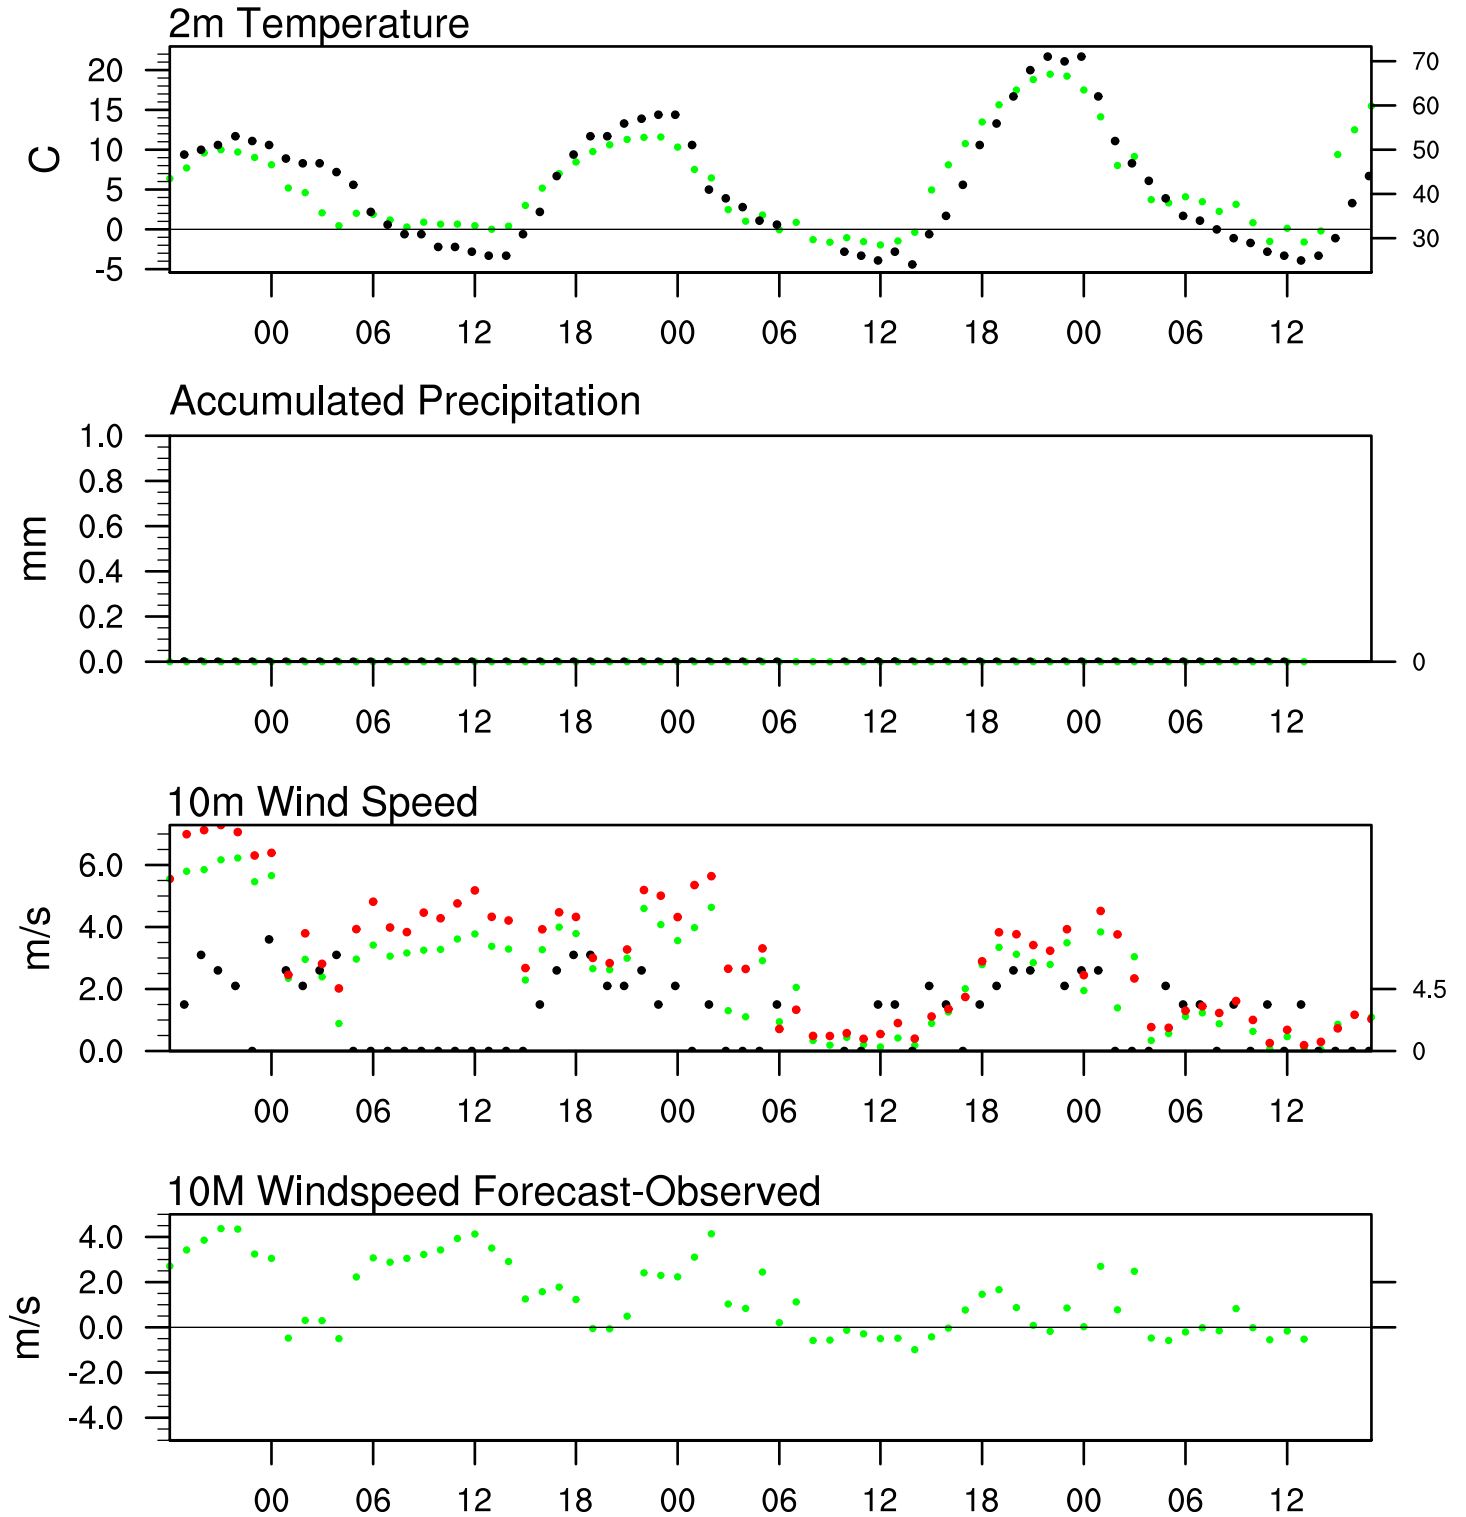 2m Temperature
C
20
15
10
5
0
-5
70
60
50
40
30
00 06 12 18 00 06 12 18 00 06 12
Accumulated Precipitation
mm
1.0
0.8
0.6
0.4
0.2
0.0
0
00 06 12 18 00 06 12 18 00 06 12
10m Wind Speed
m/s
6.0
4.0
2.0
0.0
4.5
0
00 06 12 18 00 06 12 18 00 06 12
10M Windspeed Forecast-Observed
m/s
4.0
2.0
0.0
-2.0
-4.0
00 06 12 18 00 06 12 18 00 06 12